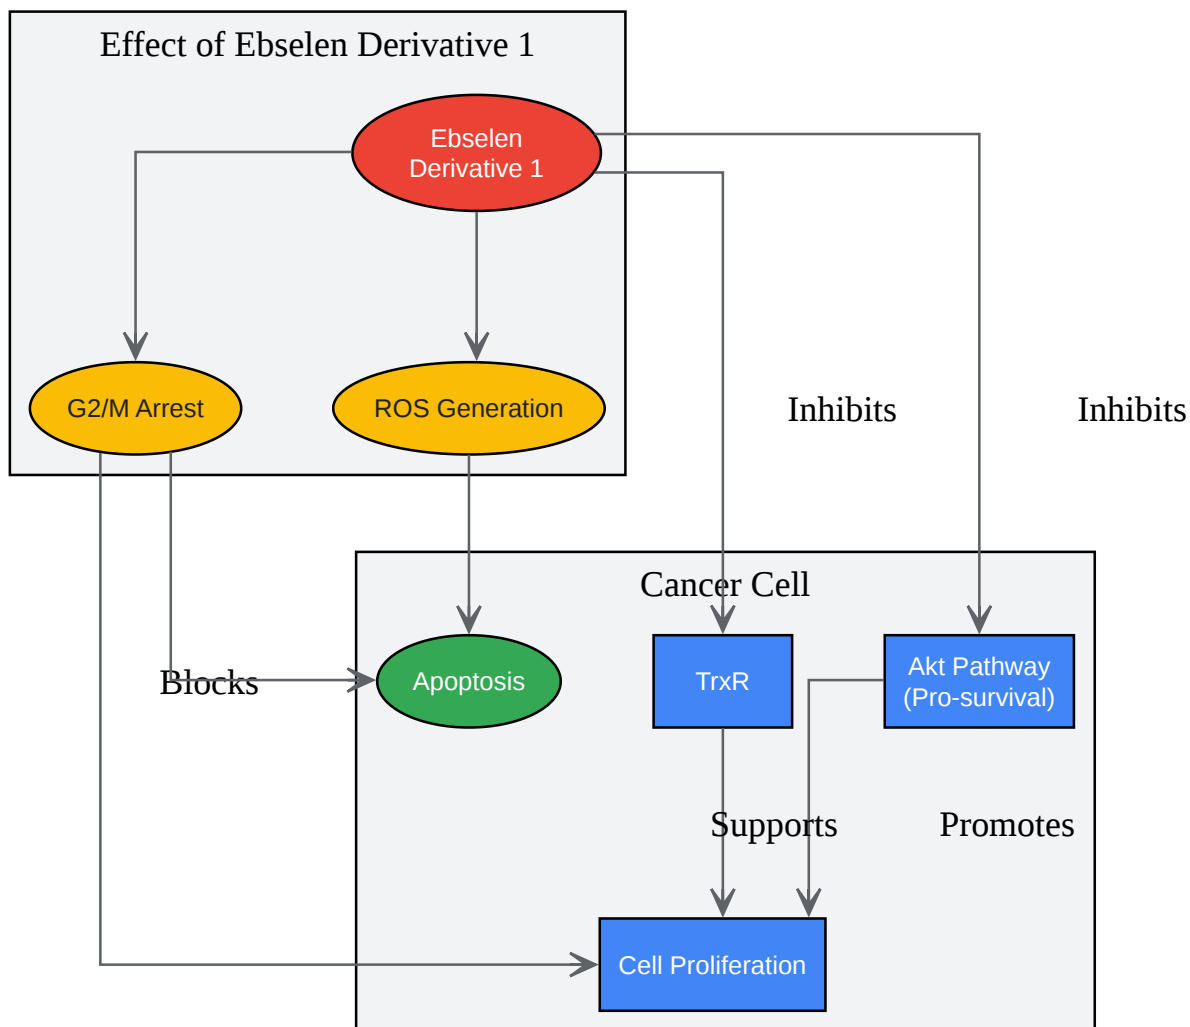 Effect of Ebselen Derivative 1
Ebselen
Derivative 1
G2/M Arrest
ROS Generation
Inhibits
Inhibits
Cancer Cell
Blocks
Apoptosis
TrxR
Akt Pathway
(Pro-survival)
Supports
Promotes
Cell Proliferation